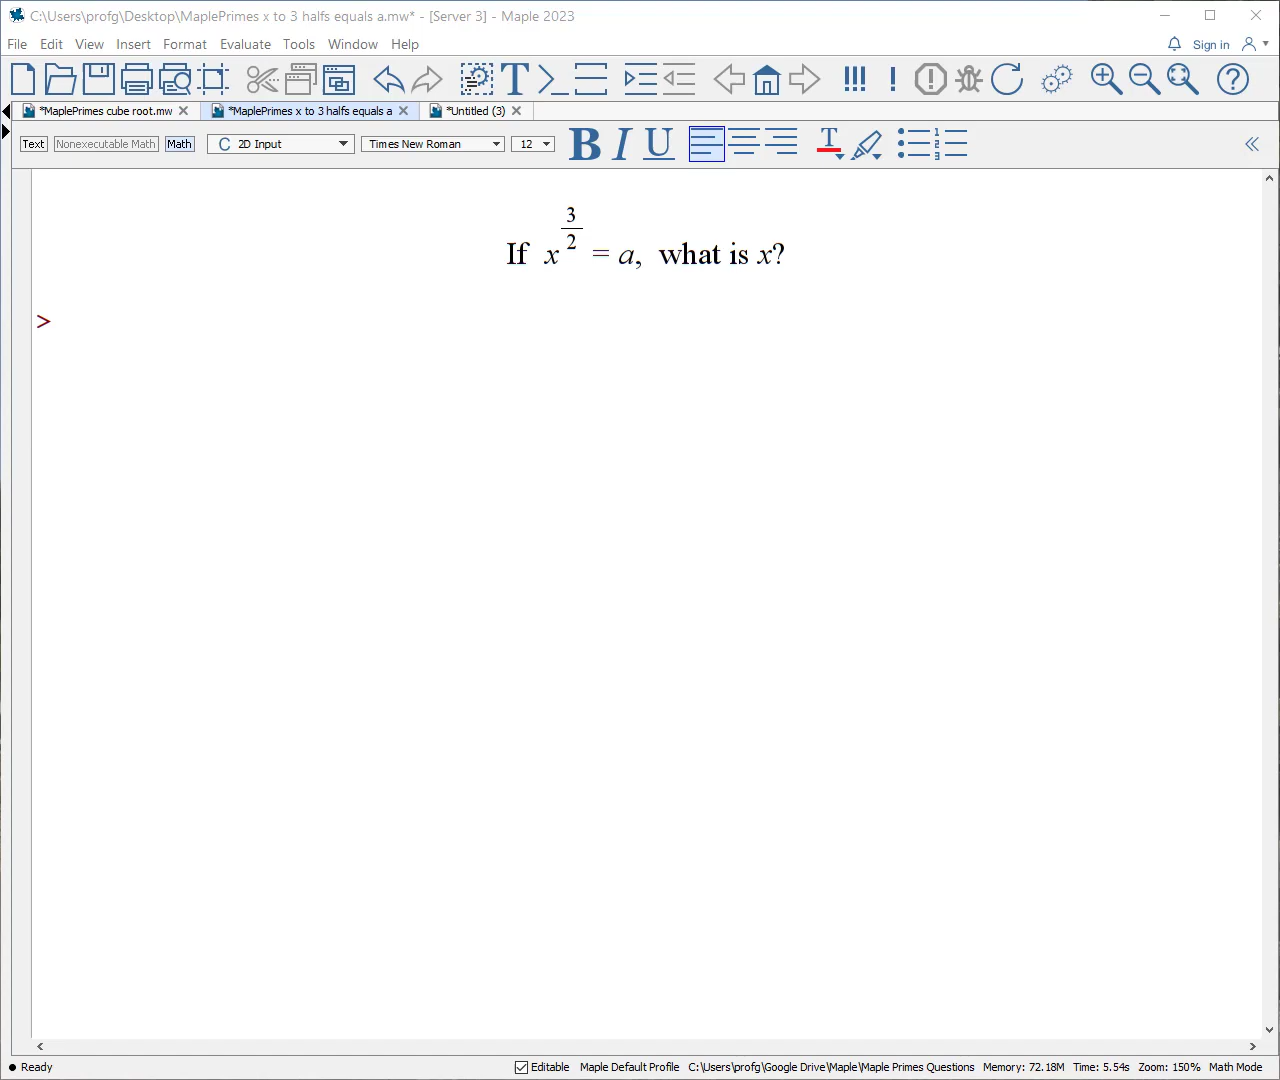 C:\Users\profg\Desktop\MaplePrimes x to 3 halfs equals a.mw* - [Server 3] - Maple 2023
File Edit View Insert Format Evaluate Tools Window Help
Sign in
*MaplePrimes cube root.mw *MaplePrimes x to 3 halfs equals a *Untitled (3)
Text Nonexecutable Math Math C 2D Input Times New Roman 12 B I U T
If x^(3/2) = a, what is x?
>
Ready Editable Maple Default Profile C:\Users\profg\Google Drive\Maple\Maple Primes Questions Memory: 72.18M Time: 5.54s Zoom: 150% Math Mode